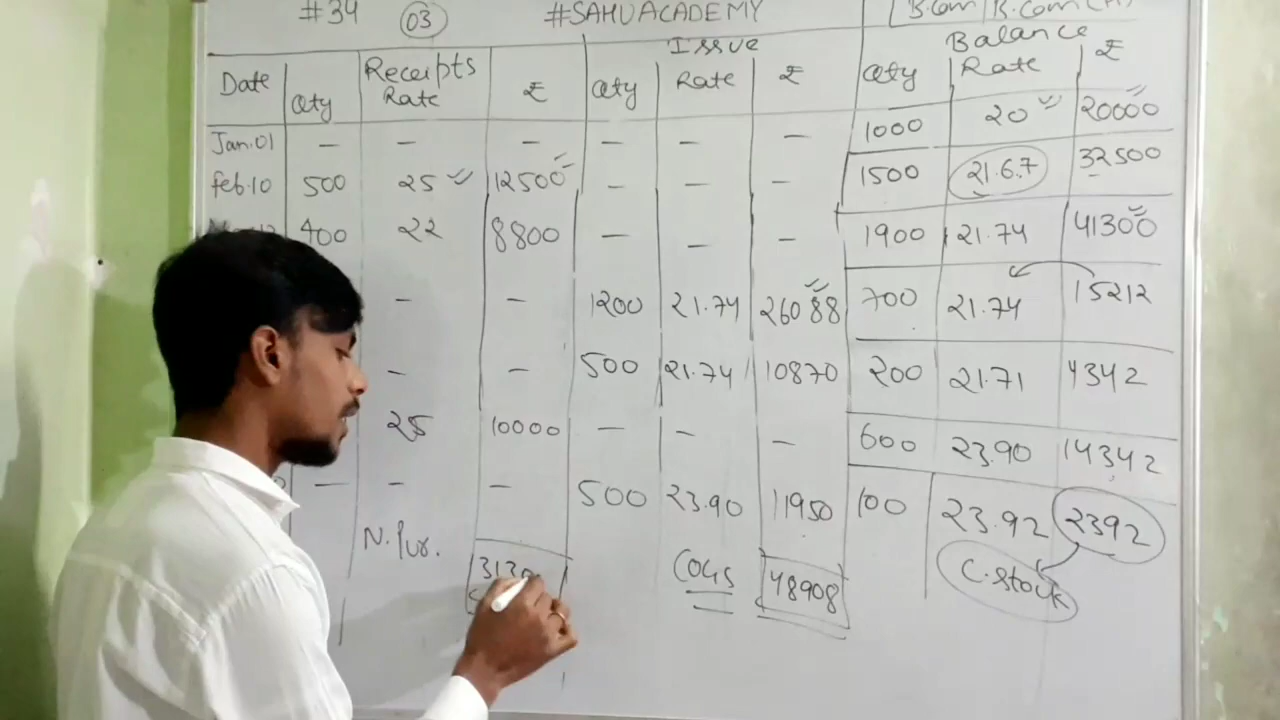 #34 03 #SAHUACADEMY B.Com/B.Com(H)
Receipts Issue Balance
Date Qty Rate ₹ Qty Rate ₹ Qty Rate ₹
Jan.01 — — — — — — 1000 20 20000
Feb.10 500 25 12500 — — — 1500 21.67 32500
400 22 8800 — — — 1900 21.74 41300
- — 1200 21.74 26088 700 21.74 15212
- — 500 21.74 10870 200 21.71 4342
25 10000 — — — 600 23.90 14342
— - — 500 23.90 11950 100 23.92 2392
N.Pur. COGS 48908 C.stock